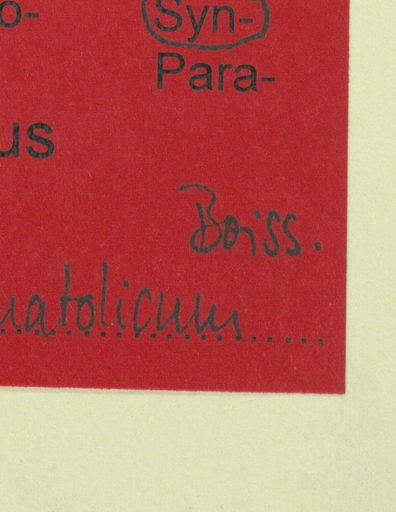 o- Syn-
Para-
us
Boiss.
natolicum